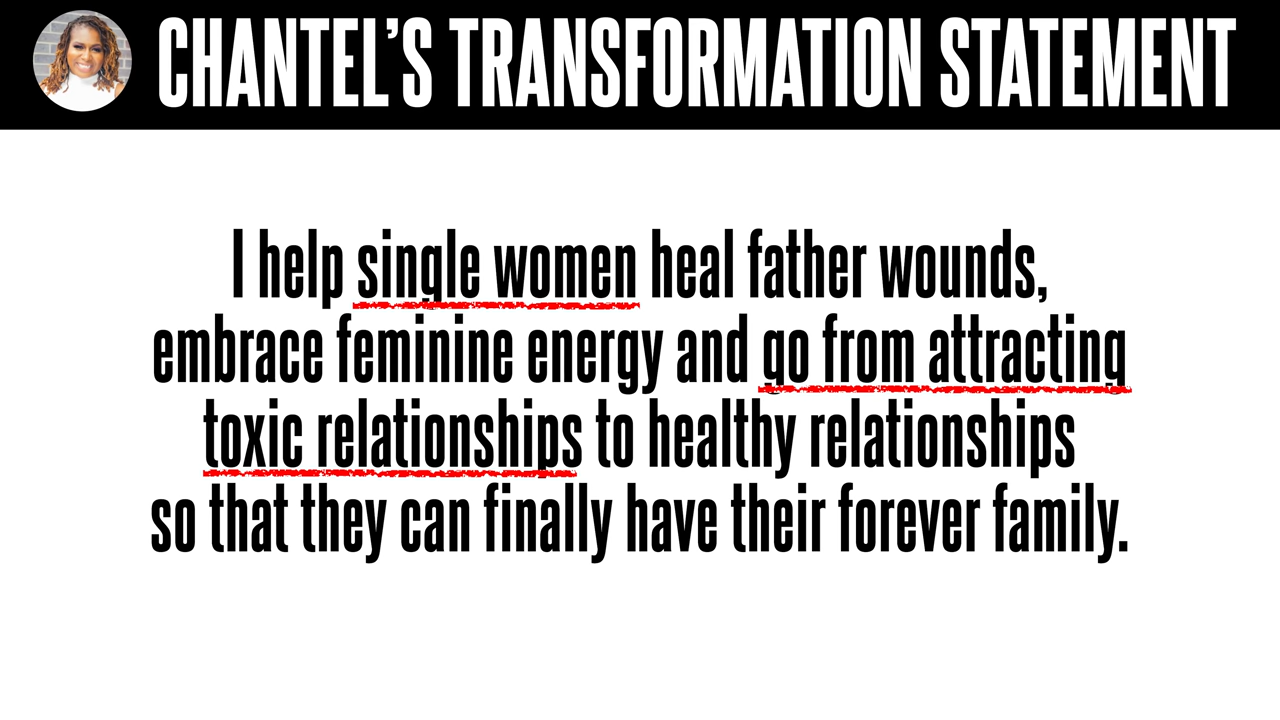 CHANTEL’S TRANSFORMATION STATEMENT
I help single women heal father wounds,
embrace feminine energy and go from attracting
toxic relationships to healthy relationships
so that they can finally have their forever family.